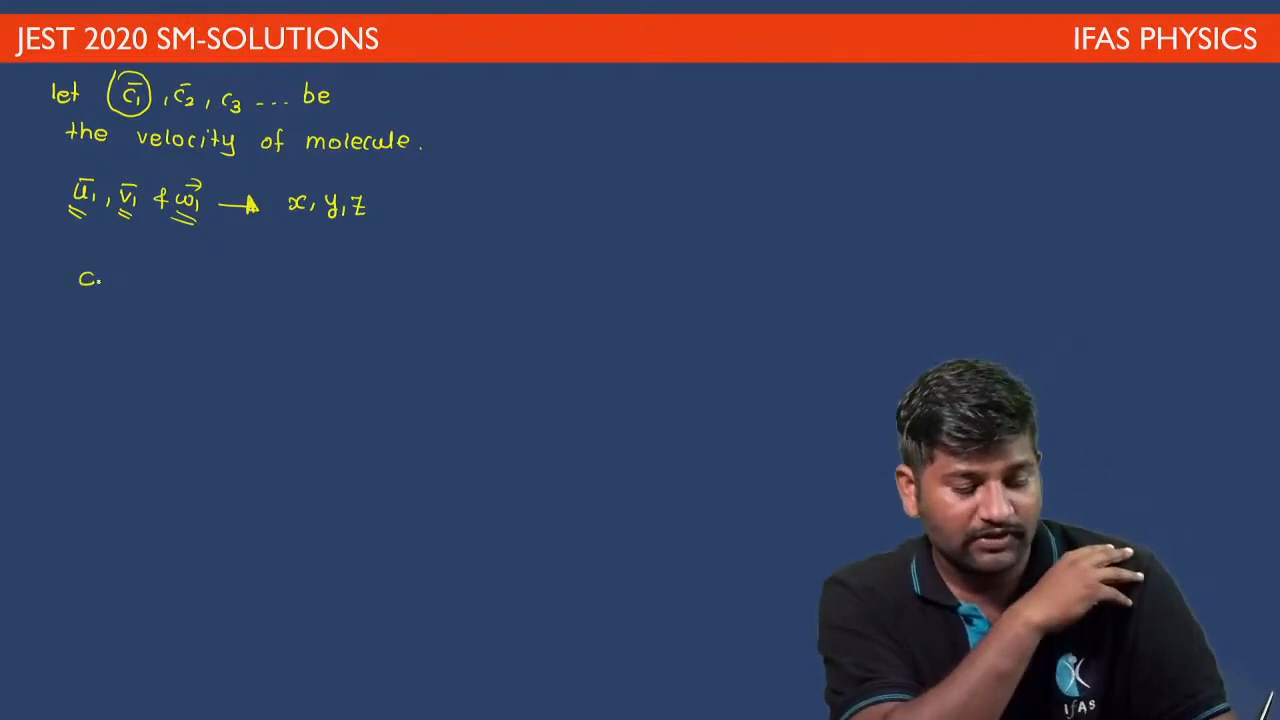 JEST 2020 SM-SOLUTIONS
IFAS PHYSICS
let c̄₁, c̄₂, c₃ ... be
the velocity of molecule.
ū₁, v̄₁ & ω⃗₁ → x, y, z
c.
IFAS